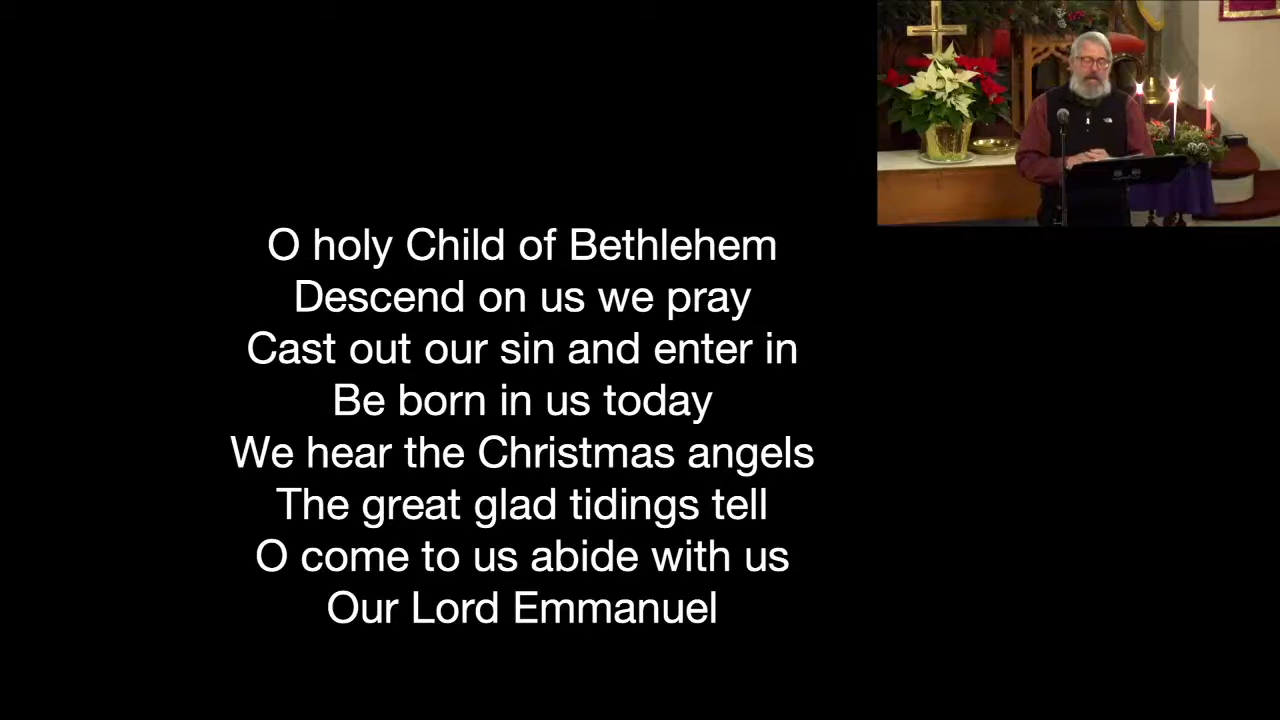 O holy Child of Bethlehem
Descend on us we pray
Cast out our sin and enter in
Be born in us today
We hear the Christmas angels
The great glad tidings tell
O come to us abide with us
Our Lord Emmanuel